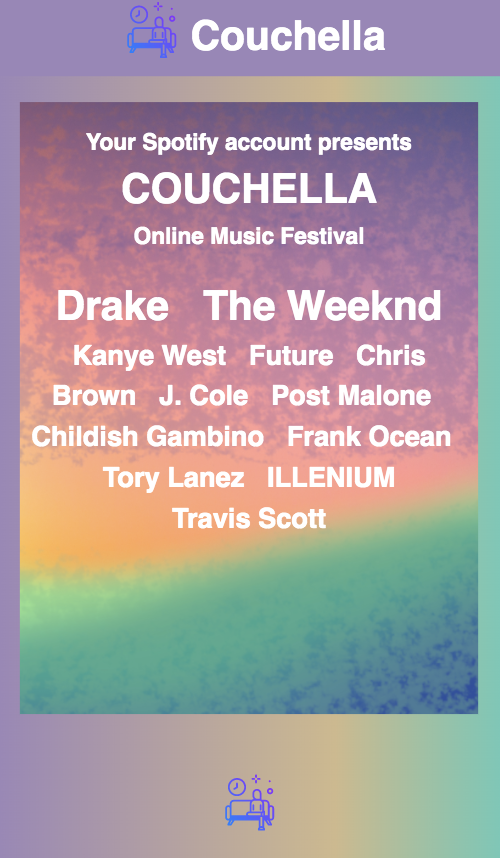 Couchella
Your Spotify account presents
COUCHELLA
Online Music Festival
Drake The Weeknd
Kanye West Future Chris
Brown J. Cole Post Malone
Childish Gambino Frank Ocean
Tory Lanez ILLENIUM
Travis Scott